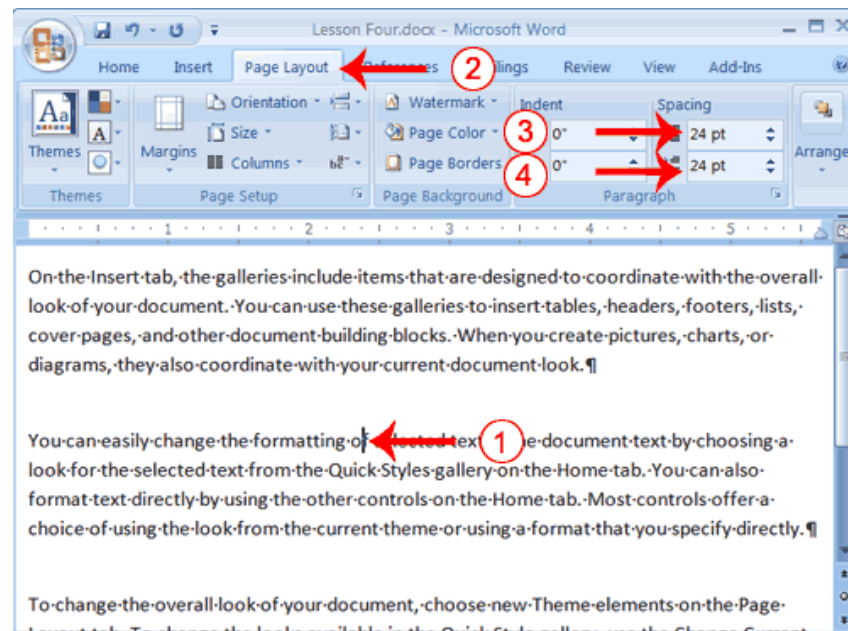 Lesson Four.docx - Microsoft Word
Home Insert Page Layout 2 Review View Add-Ins
Aa Orientation Watermark Indent Spacing
A Size Page Color 3 0" 24 pt
Themes Margins Columns Page Borders 4 0" 24 pt Arrange
Themes Page Setup Page Background Paragraph
1 2 3 4 5
On·the·Insert·tab,·the·galleries·include·items·that·are·designed·to·coordinate·with·the·overall·
look·of·your·document.·You·can·use·these·galleries·to·insert·tables,·headers,·footers,·lists,·
cover·pages,·and·other·document·building·blocks.·When·you·create·pictures,·charts,·or·
diagrams,·they·also·coordinate·with·your·current·document·look.¶
You·can·easily·change·the·formatting·of text 1 document·text·by·choosing·a·
look·for·the·selected·text·from·the·Quick·Styles·gallery·on·the·Home·tab.·You·can·also·
format·text·directly·by·using·the·other·controls·on·the·Home·tab.·Most·controls·offer·a·
choice·of·using·the·look·from·the·current·theme·or·using·a·format·that·you·specify·directly.¶
To·change·the·overall·look·of·your·document,·choose·new·Theme·elements·on·the·Page·